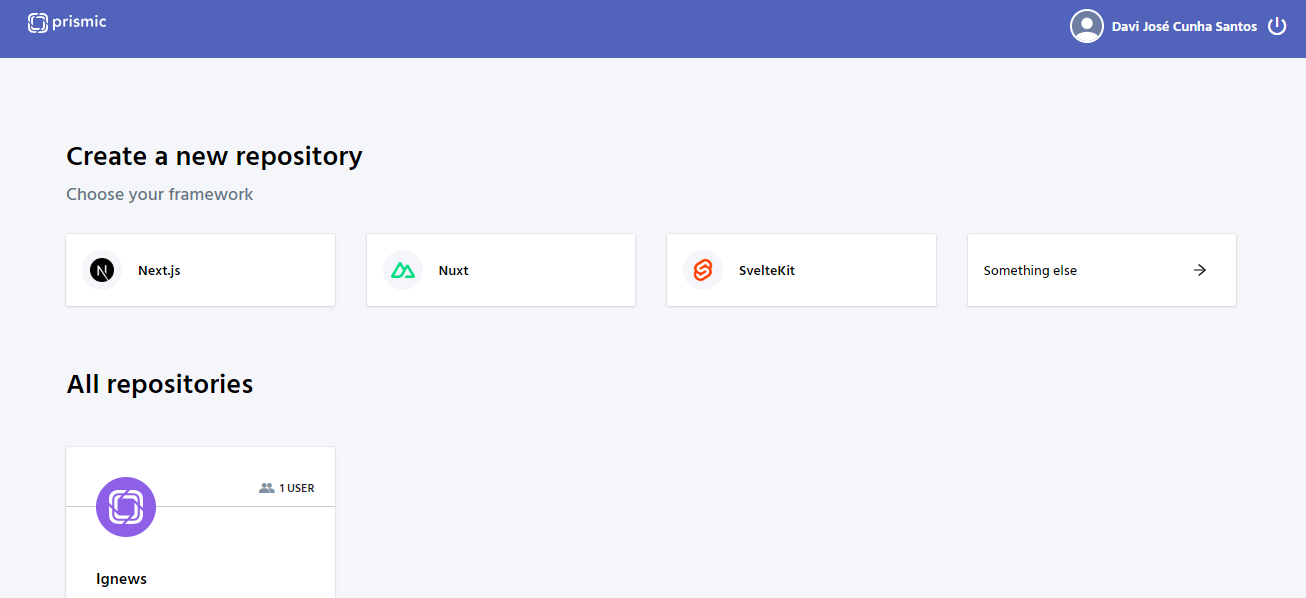 prismic
Davi José Cunha Santos
Create a new repository
Choose your framework
N Next.js
Nuxt
SvelteKit
Something else
All repositories
1 USER
Ignews